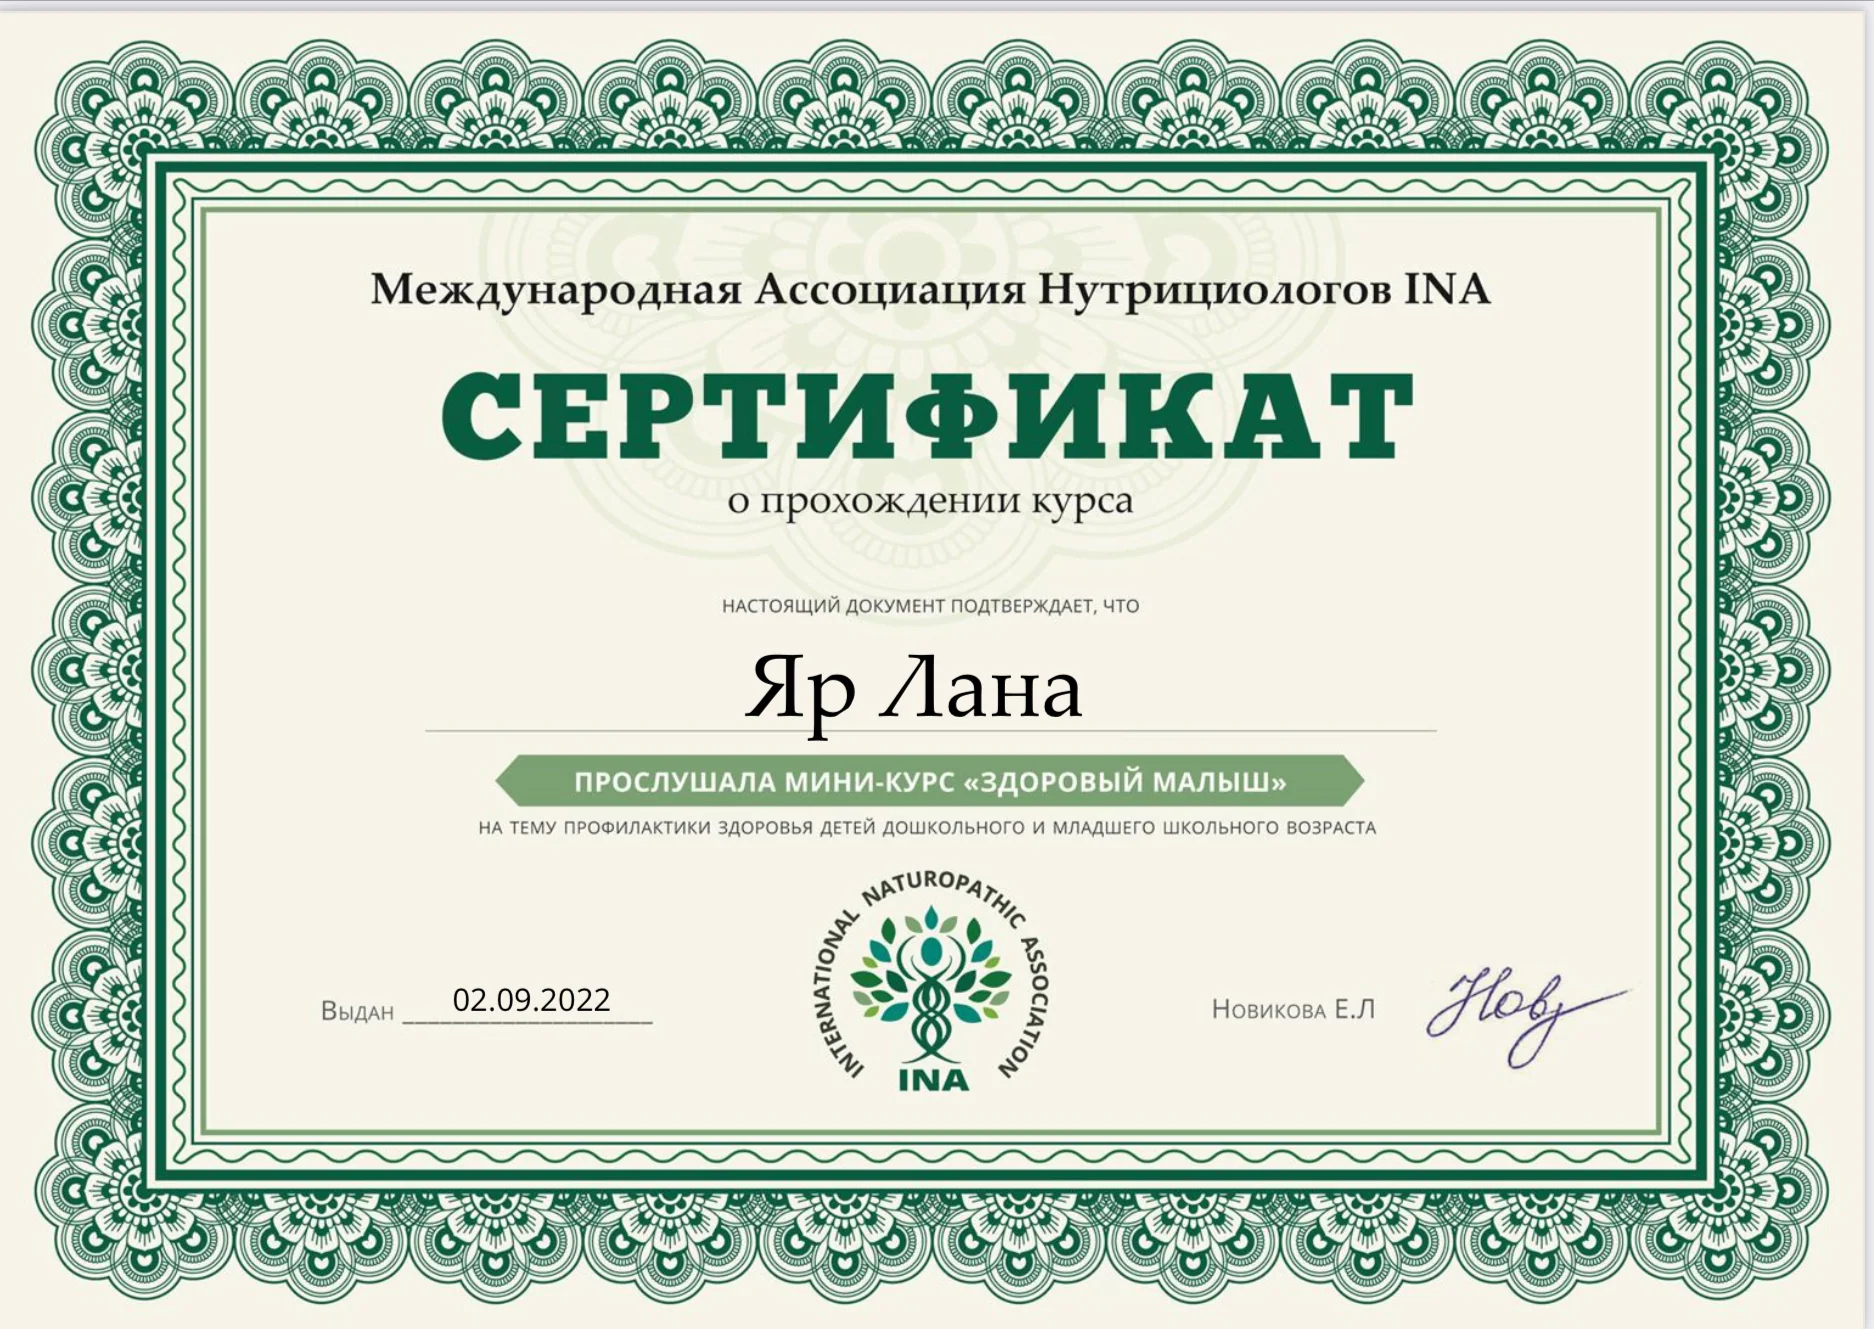 Международная Ассоциация Нутрициологов INA
СЕРТИФИКАТ
о прохождении курса
НАСТОЯЩИЙ ДОКУМЕНТ ПОДТВЕРЖДАЕТ, ЧТО
Яр Лана
ПРОСЛУШАЛА МИНИ-КУРС «ЗДОРОВЫЙ МАЛЫШ»
НА ТЕМУ ПРОФИЛАКТИКИ ЗДОРОВЬЯ ДЕТЕЙ ДОШКОЛЬНОГО И МЛАДШЕГО ШКОЛЬНОГО ВОЗРАСТА
INTERNATIONAL NATUROPATHIC ASSOCIATION
INA
Выдан 02.09.2022
Новикова Е.Л
Нов